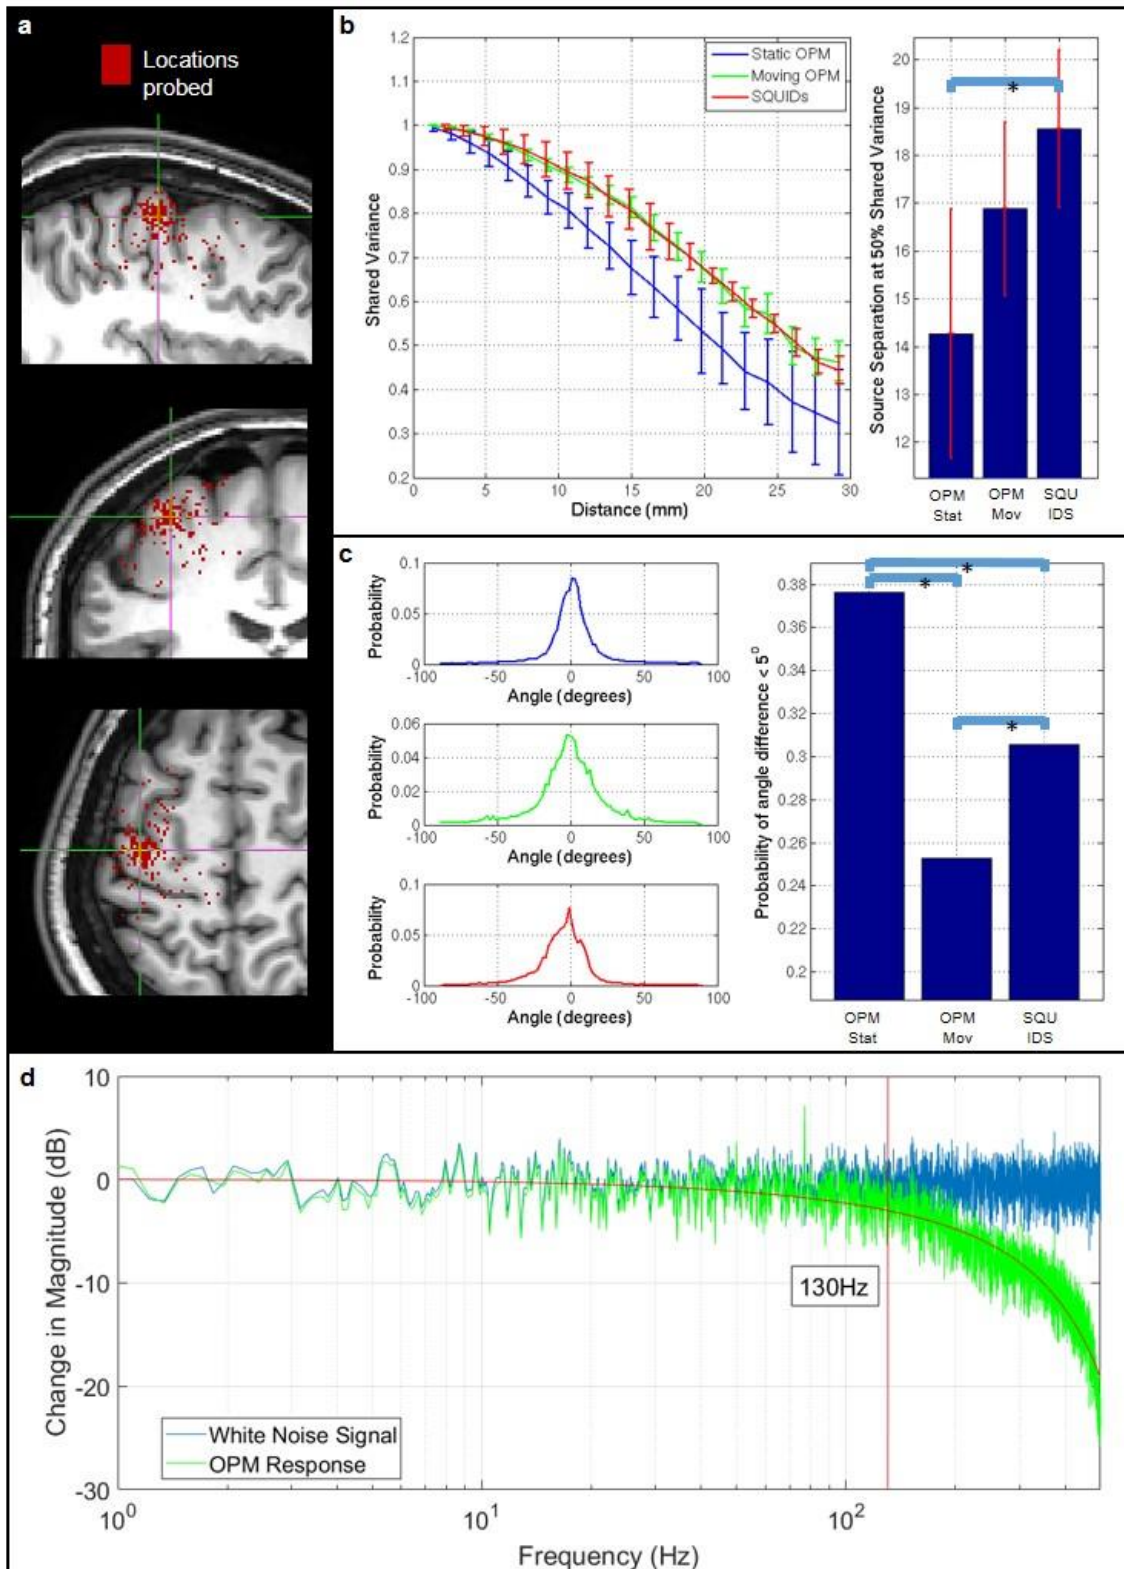 a
Locations
probed
b
1.2
1.1
1
0.9
0.8
0.7
0.6
0.5
0.4
0.3
0.2
Shared Variance
0
5
10
15
20
25
30
Distance (mm)
Static OPM
Moving OPM
SQUIDs
20
19
18
17
16
15
14
13
12
Source Separation at 50% Shared Variance
*
OPM
Stat
OPM
Mov
SQU
IDS
c
0.1
0.05
0
Probability
-100 -50 0 50 100
Angle (degrees)
0.06
0.04
0.02
0
Probability
-100 -50 0 50 100
Angle (degrees)
0.1
0.05
0
Probability
-100 -50 0 50 100
Angle (degrees)
0.38
0.36
0.34
0.32
0.3
0.28
0.26
0.24
0.22
0.2
Probability of angle difference < 5⁰
*
*
*
OPM
Stat
OPM
Mov
SQU
IDS
d
10
0
-10
-20
-30
Change in Magnitude (dB)
130Hz
White Noise Signal
OPM Response
10⁰ 10¹ 10²
Frequency (Hz)